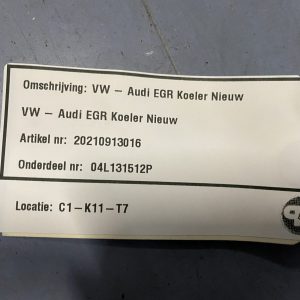 Omschrijving: VW – Audi EGR Koeler Nieuw
VW – Audi EGR Koeler Nieuw
Artikel nr: 20210913016
Onderdeel nr: 04L131512P
Locatie: C1–K11–T7